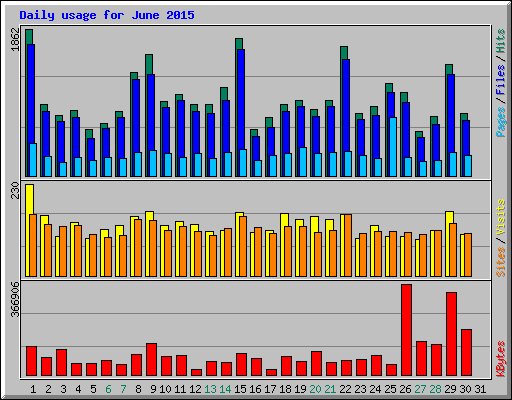 Daily usage for June 2015
1862
Pages / Files / Hits
230
Sites / Visits
366906
KBytes
1 2 3 4 5 6 7 8 9 10 11 12 13 14 15 16 17 18 19 20 21 22 23 24 25 26 27 28 29 30 31